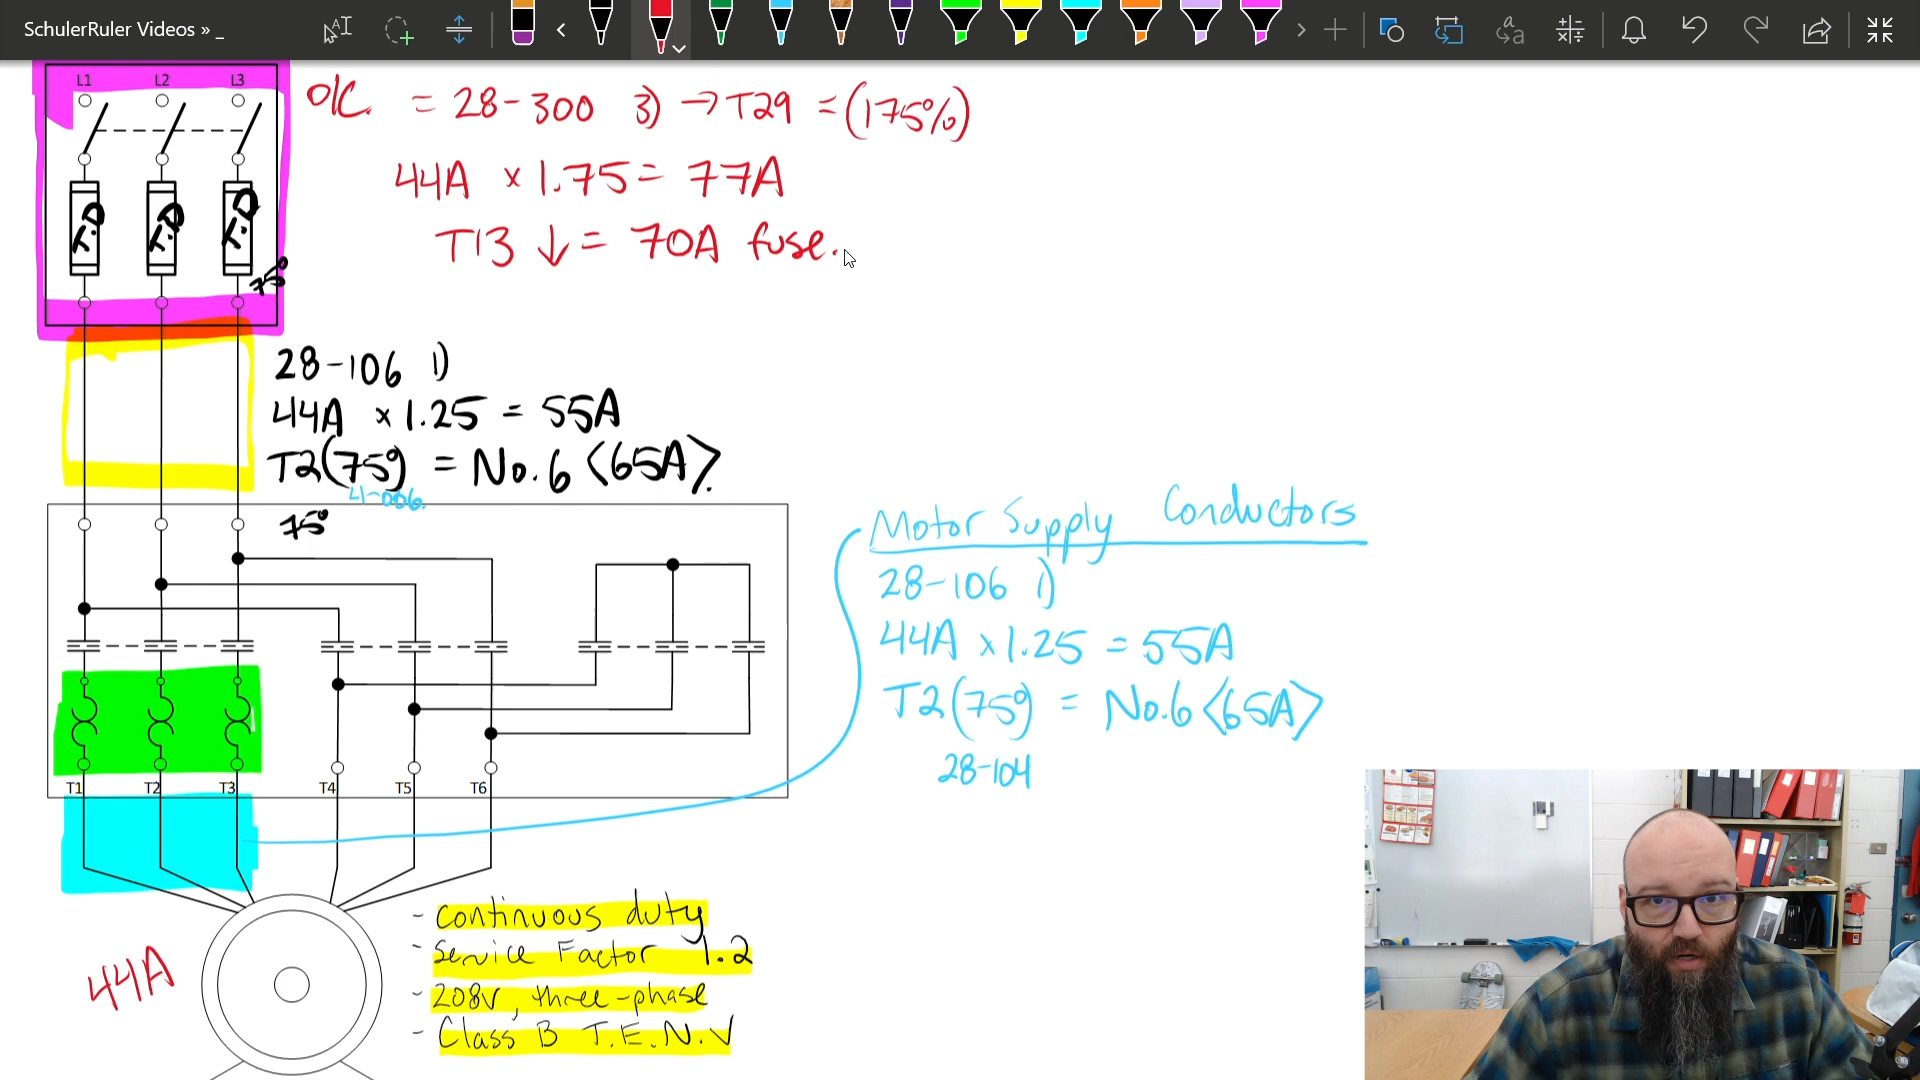 SchulerRuler Videos » _
L1 L2 L3
O/C = 28-300 3) → T29 = (175%)
44A x 1.75 = 77A
T13 ↓ = 70A fuse.
T.D T.D T.D
75°
28-106 1)
44A x 1.25 = 55A
T2(75°) = No.6 <65A>.
4-006.
75°
Motor Supply Conductors
28-106 1)
44A x 1.25 = 55A
T2(75°) = No.6 <65A>
28-104
T1 T2 T3 T4 T5 T6
44A
- continuous duty
- Service Factor 1.2
- 208v, three-phase
- Class B T.E.N.V